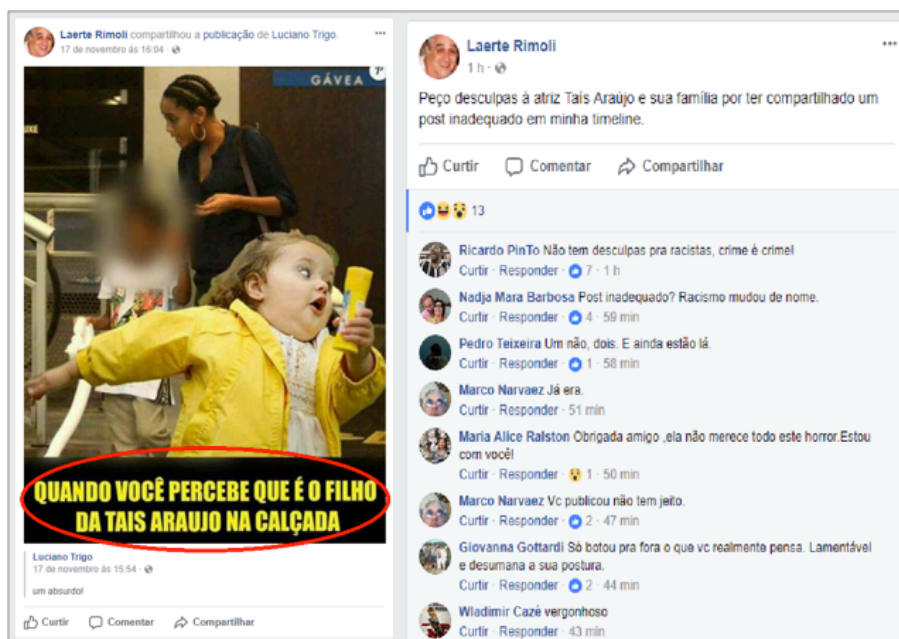 Laerte Rimoli compartilhou a publicação de Luciano Trigo.
17 de novembro às 16:04
GÁVEA
QUANDO VOCÊ PERCEBE QUE É O FILHO
DA TAIS ARAUJO NA CALÇADA
Luciano Trigo
17 de novembro às 15:54
um absurdo!
Curtir Comentar Compartilhar
Laerte Rimoli
1 h
Peço desculpas à atriz Taís Araújo e sua família por ter compartilhado um
post inadequado em minha timeline.
Curtir Comentar Compartilhar
13
Ricardo PinTo Não tem desculpas pra racistas, crime é crime!
Curtir · Responder · 7 · 1 h
Nadja Mara Barbosa Post inadequado? Racismo mudou de nome.
Curtir · Responder · 4 · 59 min
Pedro Teixeira Um não, dois. E ainda estão lá.
Curtir · Responder · 1 · 58 min
Marco Narvaez Já era.
Curtir · Responder · 51 min
Maria Alice Ralston Obrigada amigo ,ela não merece todo este horror.Estou
com você!
Curtir · Responder · 1 · 50 min
Marco Narvaez Vc publicou não tem jeito.
Curtir · Responder · 2 · 47 min
Giovanna Gottardi Só botou pra fora o que vc realmente pensa. Lamentável
e desumana a sua postura.
Curtir · Responder · 2 · 44 min
Wladimir Cazé vergonhoso
Curtir · Responder · 43 min